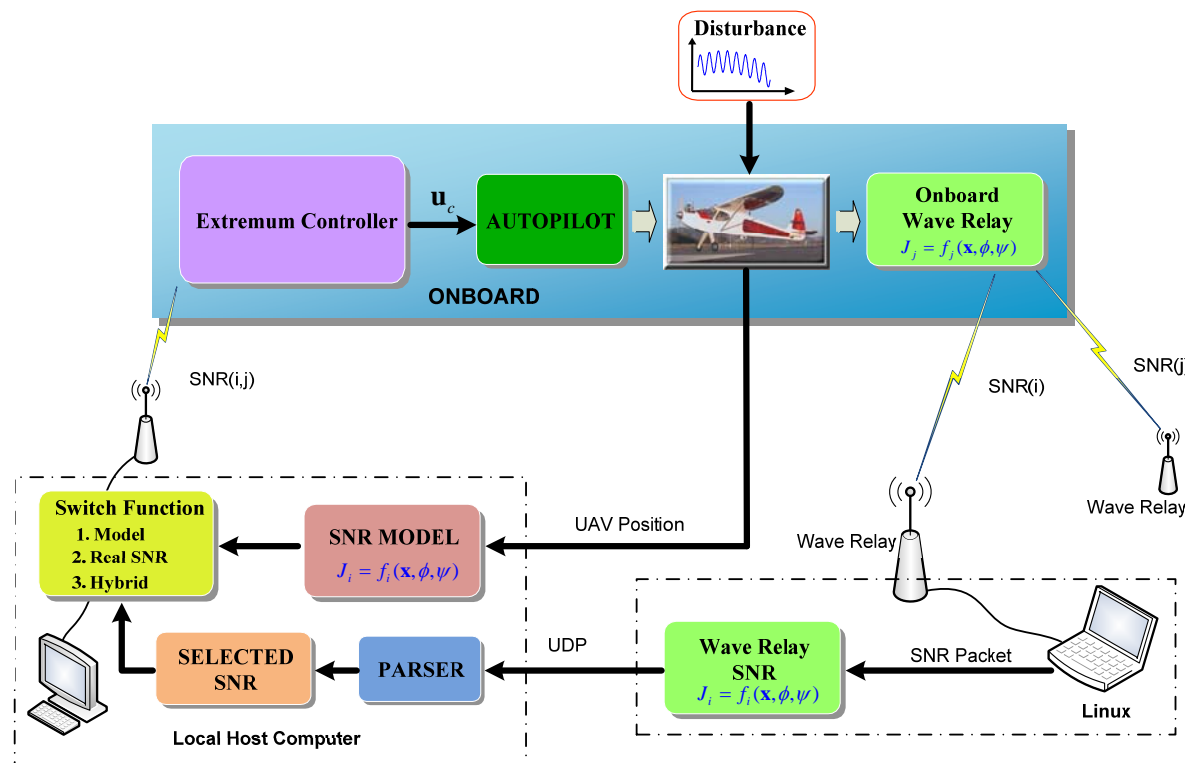 Disturbance
Extremum Controller
u_c
AUTOPILOT
Onboard
Wave Relay
J_j = f_j(x,ϕ,ψ)
ONBOARD
SNR(i,j)
SNR(i)
SNR(j
Switch Function
1. Model
2. Real SNR
3. Hybrid
SNR MODEL
J_i = f_i(x,ϕ,ψ)
UAV Position
Wave Relay
Wave Relay
SELECTED
SNR
PARSER
UDP
Wave Relay
SNR
J_i = f_i(x,ϕ,ψ)
SNR Packet
Linux
Local Host Computer